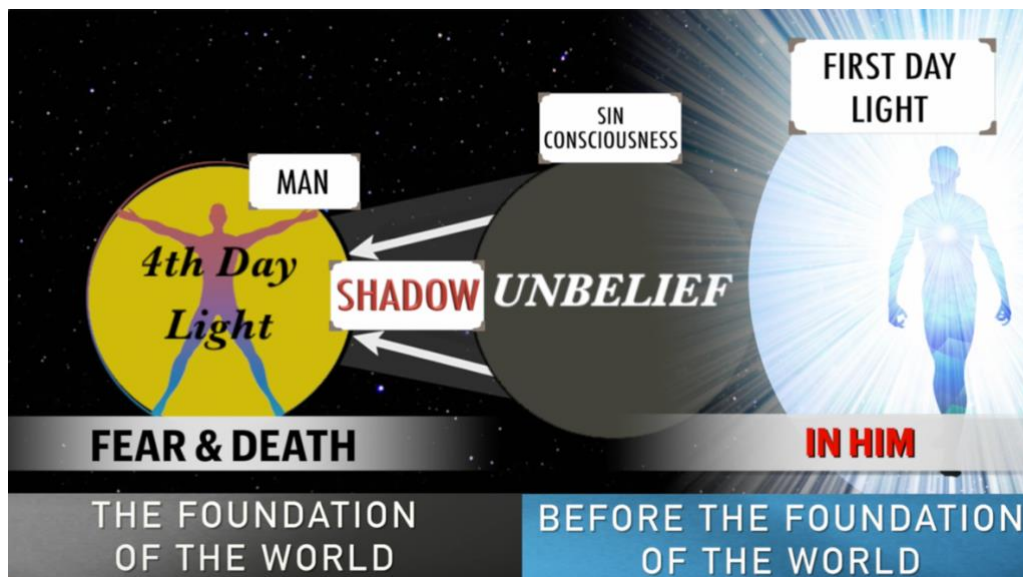 FIRST DAY
LIGHT
SIN
CONSCIOUSNESS
MAN
4th Day
Light
SHADOW
UNBELIEF
FEAR & DEATH
IN HIM
THE FOUNDATION
OF THE WORLD
BEFORE THE FOUNDATION
OF THE WORLD